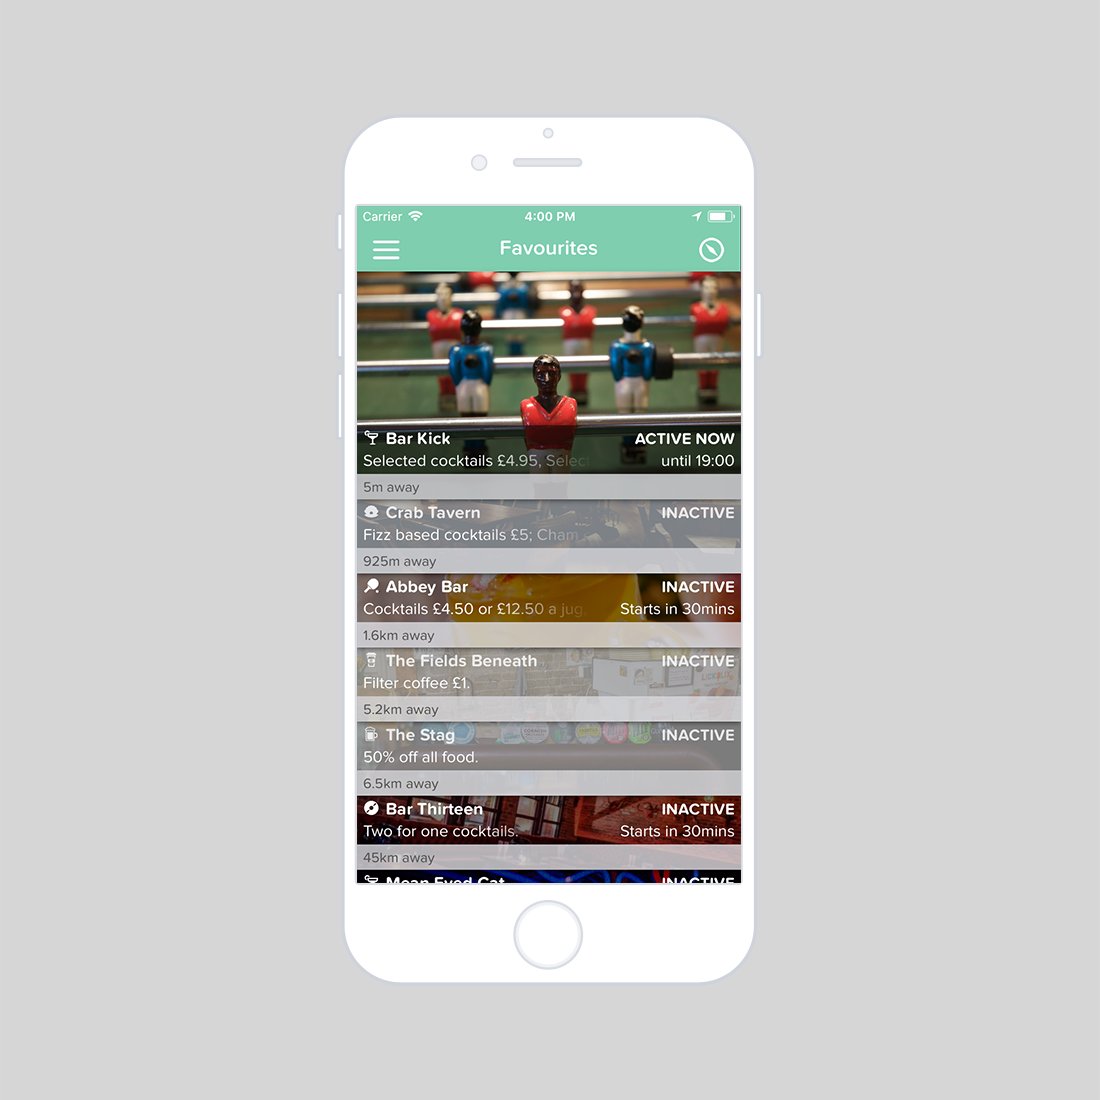 Carrier 4:00 PM
Favourites
Bar Kick ACTIVE NOW
Selected cocktails £4.95, Selec until 19:00
5m away
Crab Tavern INACTIVE
Fizz based cocktails £5; Cham
925m away
Abbey Bar INACTIVE
Cocktails £4.50 or £12.50 a jug. Starts in 30mins
1.6km away
The Fields Beneath INACTIVE
Filter coffee £1.
5.2km away
The Stag INACTIVE
50% off all food.
6.5km away
Bar Thirteen INACTIVE
Two for one cocktails. Starts in 30mins
45km away
Mean Eyed Cat INACTIVE